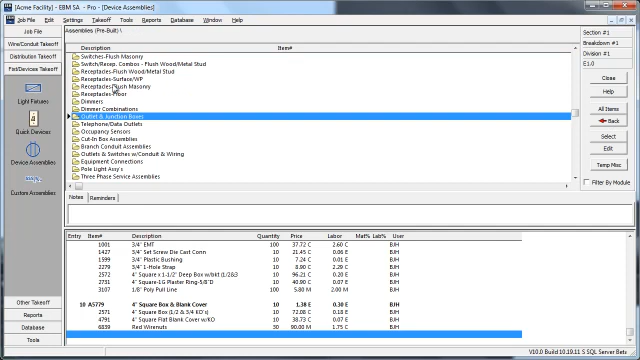 [Acme Facility] - EBM SA - [Device Assemblies]
Job File Edit Settings Takeoff Tools Reports Database Window Help
Job File
Wire/Conduit Takeoff
Distribution Takeoff
Fixt/Devices Takeoff
Light Fixtures
Quick Devices
Device Assemblies
Custom Assemblies
Other Takeoff
Reports
Database
Tools
Assemblies (Pre-Built) \
Description Item#
Switches-Flush Masonry
Switch/Recep. Combos - Flush Wood/Metal Stud
Receptacles-Flush Wood/Metal Stud
Receptacles-Surface/WP
Receptacles-Flush Masonry
Receptacles-Floor
Dimmers
Dimmer Combinations
Outlet & Junction Boxes
Telephone/Data Outlets
Occupancy Sensors
Cut-In Box Assemblies
Branch Conduit Assemblies
Outlets & Switches w/Conduit & Wiring
Equipment Connections
Pole Light Assy's
Three Phase Service Assemblies
Section #1
Breakdown #1
Division #1
E1.0
Close
Help
All Items
Back
Select
Edit
Temp Misc
Filter By Module
Notes Reminders
Entry Item# Description Quantity Price Labor Mat% Lab% User
1001 3/4" EMT 100 37.72 C 2.60 C BJH
1427 3/4" Set Screw Die Cast Conn 10 21.45 C 0.06 E BJH
1599 3/4" Plastic Bushing 10 7.24 C 0.01 E BJH
2278 3/4" 1-Hole Strap 10 8.90 C 2.29 C BJH
2572 4" Square x 1-1/2" Deep Box w/bkt (1/2&3 10 96.21 C 0.20 E BJH
2574 4" Square-1G Plaster Ring-5/8"D 10 40.90 C 0.07 E BJH
3107 1/8" Poly Pull Line 100 5.80 M 2.00 M BJH
10 A5779 4" Square Box & Blank Cover 10 1.38 E 0.30 E BJH
2571 4" Square Box (1/2 & 3/4 KO's) 10 72.08 C 0.18 E BJH
6809 4" Square Flat Blank Cover w/KO 10 38.73 C 0.07 E BJH
6839 Red Wirenuts 30 90.00 M 1.75 C BJH
V10.0 Build 10.19.11 S SQL Server Beta